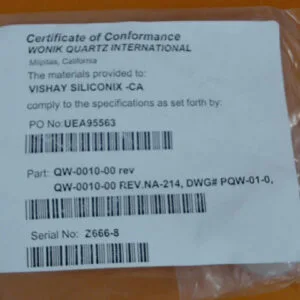 Certificate of Conformance
WONIK QUARTZ INTERNATIONAL
Milpitas, California
The materials provided to:
VISHAY SILICONIX -CA
comply to the specifications as set forth by:
PO No:UEA95563
Part: QW-0010-00 rev
QW-0010-00 REV.NA-214, DWG# PQW-01-0,
Serial No: Z666-8